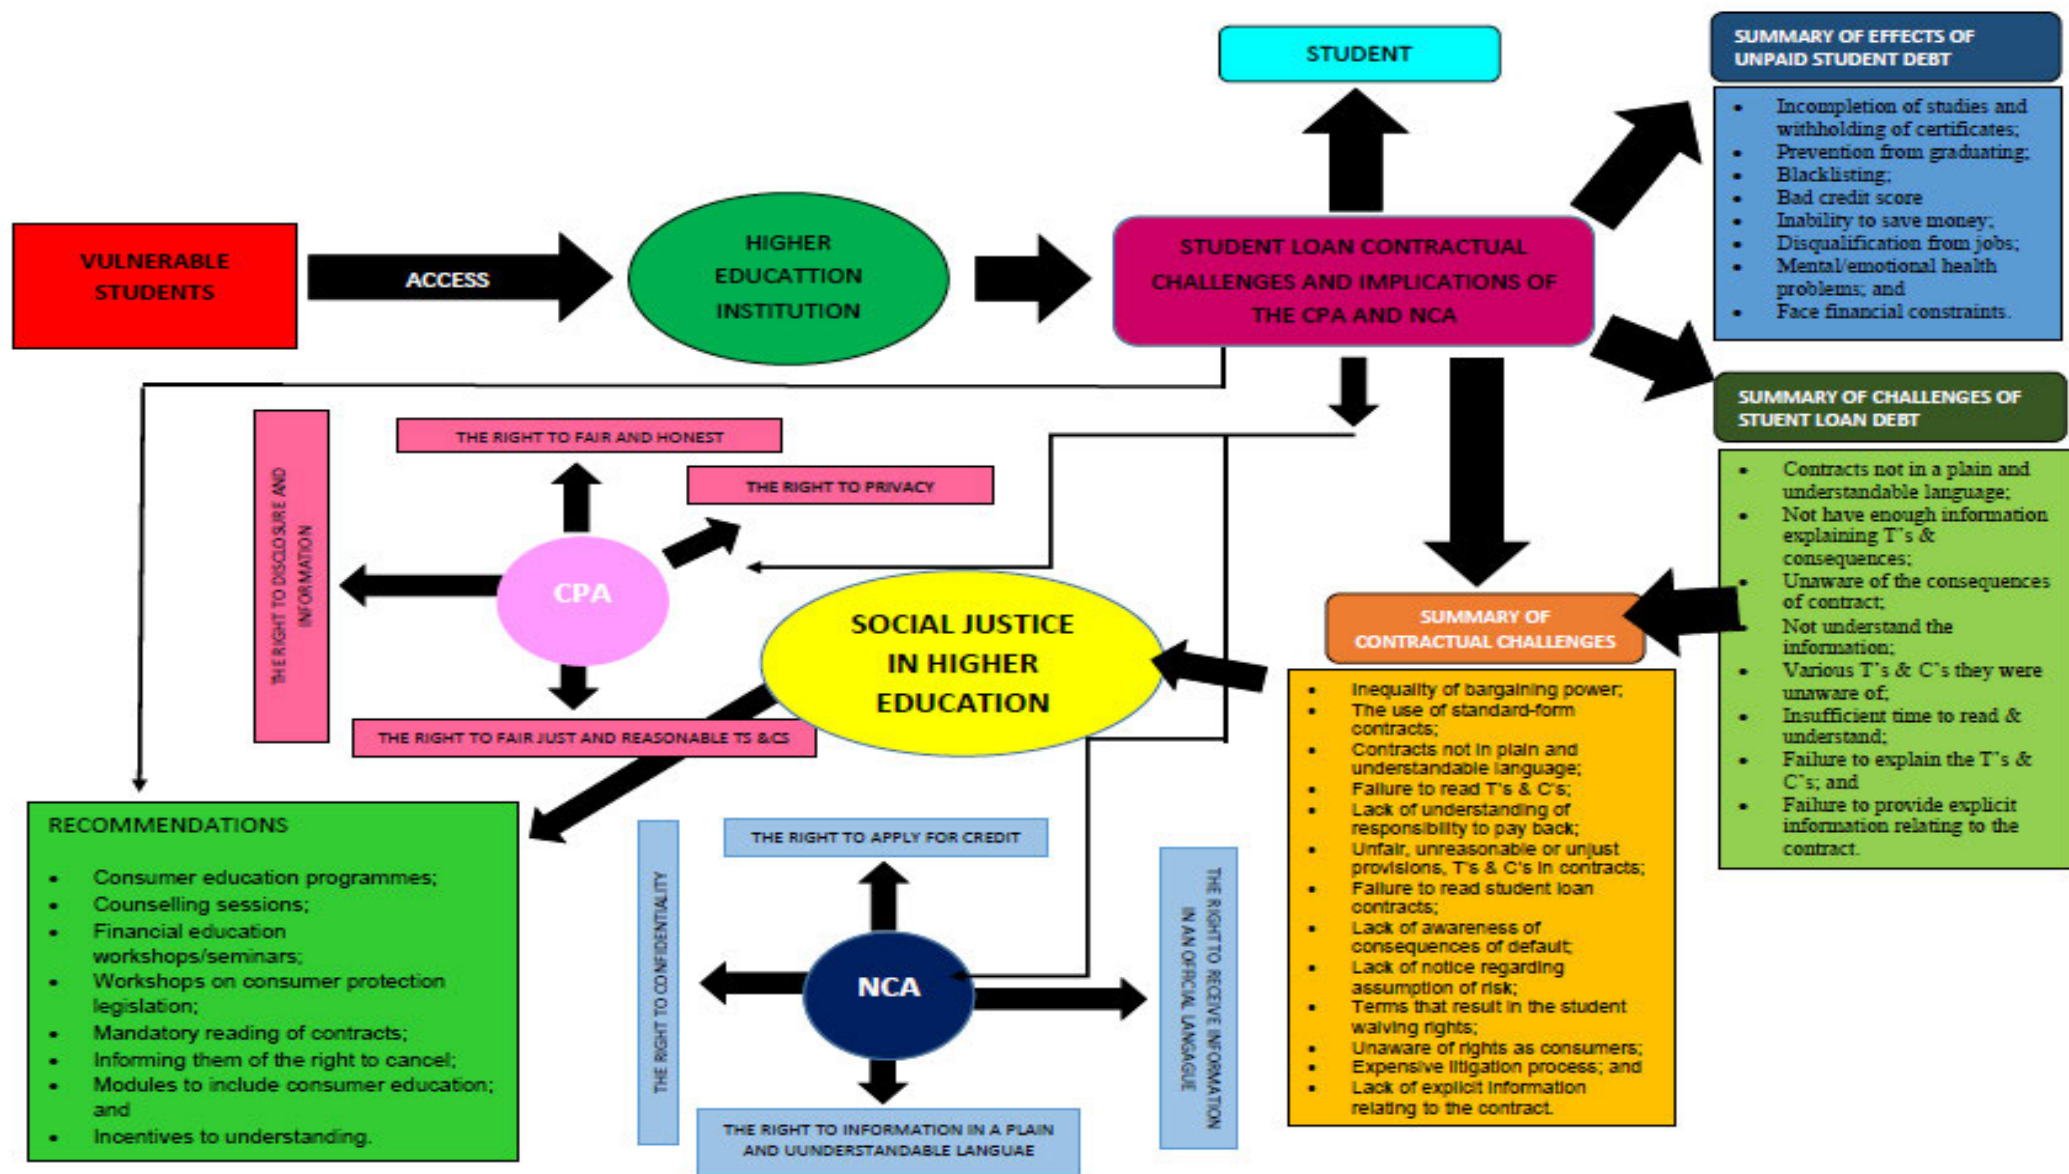 STUDENT
SUMMARY OF EFFECTS OF
UNPAID STUDENT DEBT
• Incompletion of studies and
withholding of certificates;
• Prevention from graduating;
• Blacklisting;
• Bad credit score
• Inability to save money;
• Disqualification from jobs;
• Mental/emotional health
problems; and
• Face financial constraints.
VULNERABLE
STUDENTS
ACCESS
HIGHER
EDUCATTION
INSTITUTION
STUDENT LOAN CONTRACTUAL
CHALLENGES AND IMPLICATIONS OF
THE CPA AND NCA
SUMMARY OF CHALLENGES OF
STUENT LOAN DEBT
• Contracts not in a plain and
understandable language;
• Not have enough information
explaining T's &
consequences;
• Unaware of the consequences
of contract;
• Not understand the
information;
• Various T's & C's they were
unaware of;
• Insufficient time to read &
understand;
• Failure to explain the T's &
C's; and
• Failure to provide explicit
information relating to the
contract.
THE RIGHT TO DISCLOSURE AND
INFORMATION
THE RIGHT TO FAIR AND HONEST
THE RIGHT TO PRIVACY
CPA
THE RIGHT TO FAIR JUST AND REASONABLE TS &CS
SOCIAL JUSTICE
IN HIGHER
EDUCATION
SUMMARY OF
CONTRACTUAL CHALLENGES
• Inequality of bargaining power;
• The use of standard-form
contracts;
• Contracts not in plain and
understandable language;
• Failure to read T's & C's;
• Lack of understanding of
responsibility to pay back;
• Unfair, unreasonable or unjust
provisions, T's & C's in contracts;
• Failure to read student loan
contracts;
• Lack of awareness of
consequences of default;
• Lack of notice regarding
assumption of risk;
• Terms that result in the student
waiving rights;
• Unaware of rights as consumers;
• Expensive litigation process; and
• Lack of explicit information
relating to the contract.
RECOMMENDATIONS
• Consumer education programmes;
• Counselling sessions;
• Financial education
workshops/seminars;
• Workshops on consumer protection
legislation;
• Mandatory reading of contracts;
• Informing them of the right to cancel;
• Modules to include consumer education;
and
• Incentives to understanding.
THE RIGHT TO CONFIDENTIALITY
THE RIGHT TO APPLY FOR CREDIT
NCA
THE RIGHT TO RECEIVE INFORMATION
IN AN OFFICIAL LANGAGUE
THE RIGHT TO INFORMATION IN A PLAIN
AND UUNDERSTANDABLE LANGUAE